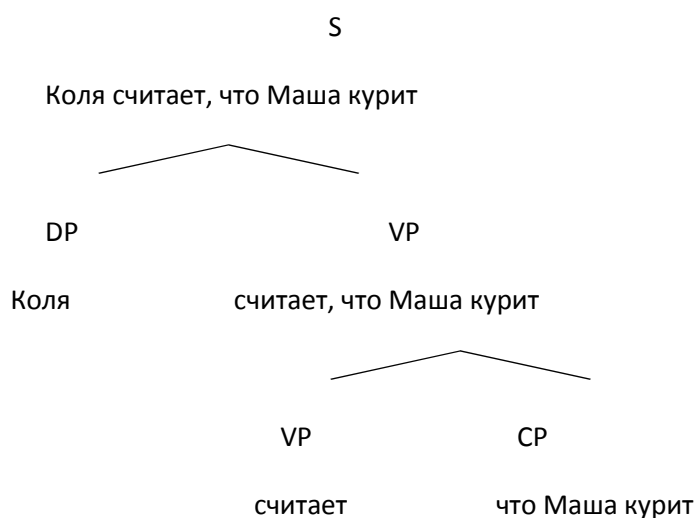 S
Коля считает, что Маша курит
DP VP
Коля считает, что Маша курит
VP CP
считает что Маша курит